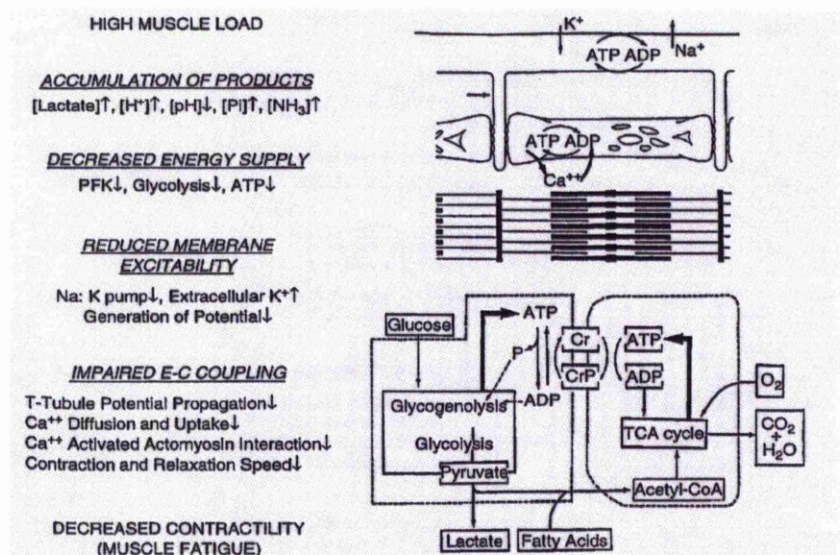 HIGH MUSCLE LOAD
ACCUMULATION OF PRODUCTS
[Lactate]↑, [H⁺]↑, [pH]↓, [PI]↑, [NH₃]↑
DECREASED ENERGY SUPPLY
PFK↓, Glycolysis↓, ATP↓
REDUCED MEMBRANE
EXCITABILITY
Na: K pump↓, Extracellular K⁺↑
Generation of Potential↓
IMPAIRED E-C COUPLING
T-Tubule Potential Propagation↓
Ca⁺⁺ Diffusion and Uptake↓
Ca⁺⁺ Activated Actomyosin Interaction↓
Contraction and Relaxation Speed↓
DECREASED CONTRACTILITY
(MUSCLE FATIGUE)
K⁺
ATP ADP
Na⁺
ATP ADP
Ca⁺⁺
Glucose
ATP
P
ADP
Cr
CrP
ATP
ADP
O₂
Glycogenolysis
Glycolysis
Pyruvate
TCA cycle
CO₂
+
H₂O
Acetyl-CoA
Lactate
Fatty Acids